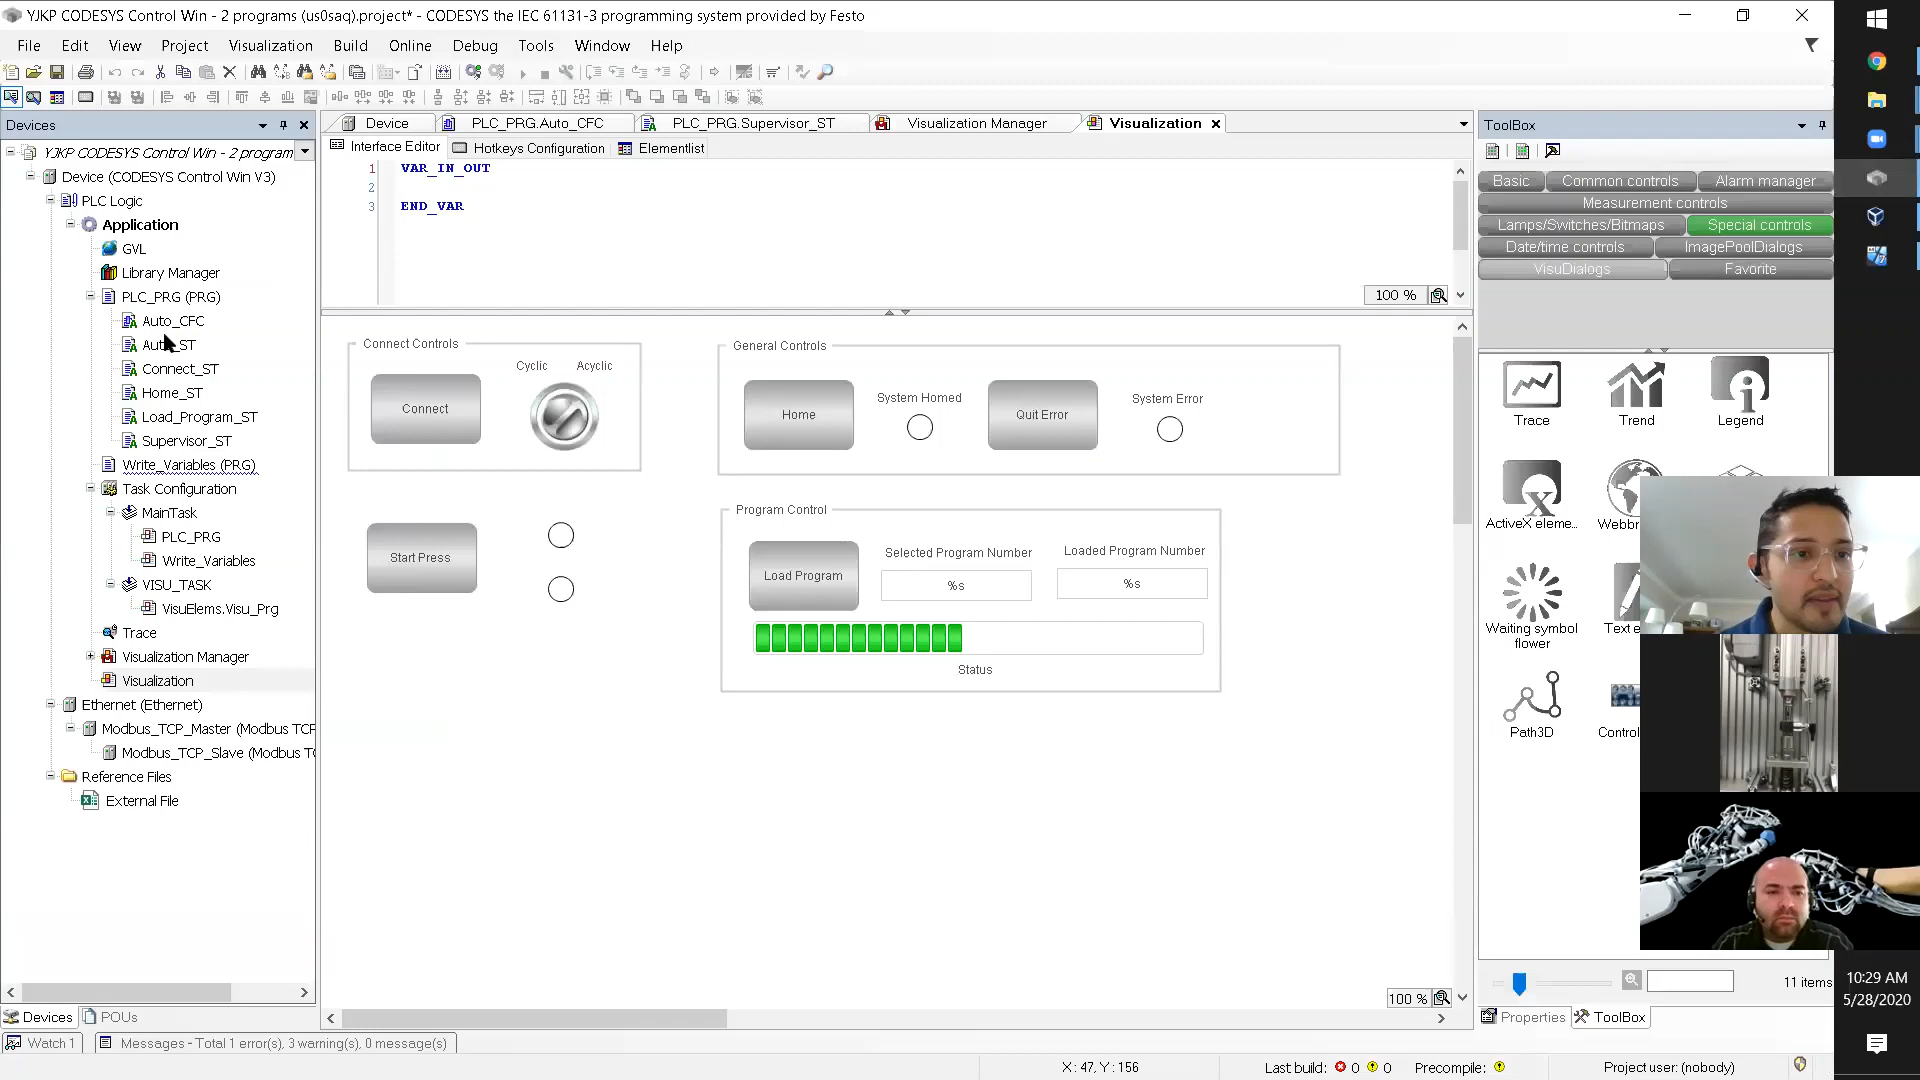 YJKP CODESYS Control Win - 2 programs (us0saq).project* - CODESYS the IEC 61131-3 programming system provided by Festo
File Edit View Project Visualization Build Online Debug Tools Window Help
Devices
YJKP CODESYS Control Win - 2 program
Device (CODESYS Control Win V3)
PLC Logic
Application
GVL
Library Manager
PLC_PRG (PRG)
Auto_CFC
Auto_ST
Connect_ST
Home_ST
Load_Program_ST
Supervisor_ST
Write_Variables (PRG)
Task Configuration
MainTask
PLC_PRG
Write_Variables
VISU_TASK
VisuElems.Visu_Prg
Trace
Visualization Manager
Visualization
Ethernet (Ethernet)
Modbus_TCP_Master (Modbus TCP
Modbus_TCP_Slave (Modbus TC
Reference Files
External File
Devices POUs
Device PLC_PRG.Auto_CFC PLC_PRG.Supervisor_ST Visualization Manager Visualization
Interface Editor Hotkeys Configuration Elementlist
1 VAR_IN_OUT
2
3 END_VAR
100 %
Connect Controls
Cyclic Acyclic
Connect
General Controls
Home
System Homed
Quit Error
System Error
Start Press
Program Control
Load Program
Selected Program Number
%s
Loaded Program Number
%s
Status
100 %
ToolBox
Basic Common controls Alarm manager
Measurement controls
Lamps/Switches/Bitmaps Special controls
Date/time controls ImagePoolDialogs
VisuDialogs Favorite
Trace Trend Legend
ActiveX eleme...
Waiting symbol
flower
Path3D
11 items
Properties ToolBox
Watch 1 Messages - Total 1 error(s), 3 warning(s), 0 message(s)
X: 47, Y: 156 Last build: 0 0 Precompile: Project user: (nobody)
10:29 AM
5/28/2020